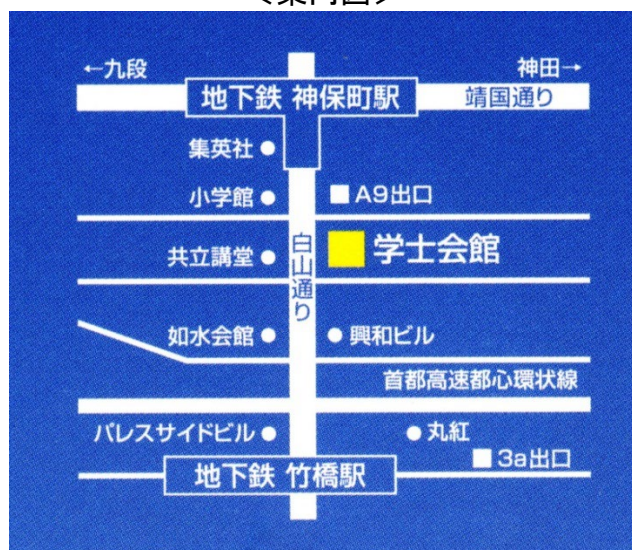 <案内図>
←九段
神田→
地下鉄 神保町駅
靖国通り
集英社
小学館
A9出口
共立講堂
白山通り
学士会館
如水会館
興和ビル
首都高速都心環状線
パレスサイドビル
丸紅
3a出口
地下鉄 竹橋駅